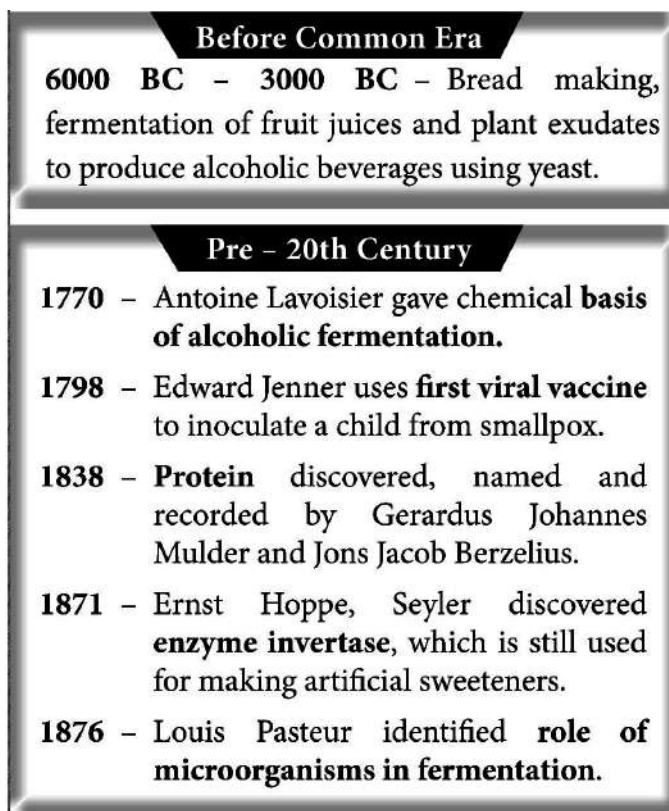 Before Common Era
6000 BC – 3000 BC – Bread making,
fermentation of fruit juices and plant exudates
to produce alcoholic beverages using yeast.
Pre – 20th Century
1770 – Antoine Lavoisier gave chemical basis
of alcoholic fermentation.
1798 – Edward Jenner uses first viral vaccine
to inoculate a child from smallpox.
1838 – Protein discovered, named and
recorded by Gerardus Johannes
Mulder and Jons Jacob Berzelius.
1871 – Ernst Hoppe, Seyler discovered
enzyme invertase, which is still used
for making artificial sweeteners.
1876 – Louis Pasteur identified role of
microorganisms in fermentation.